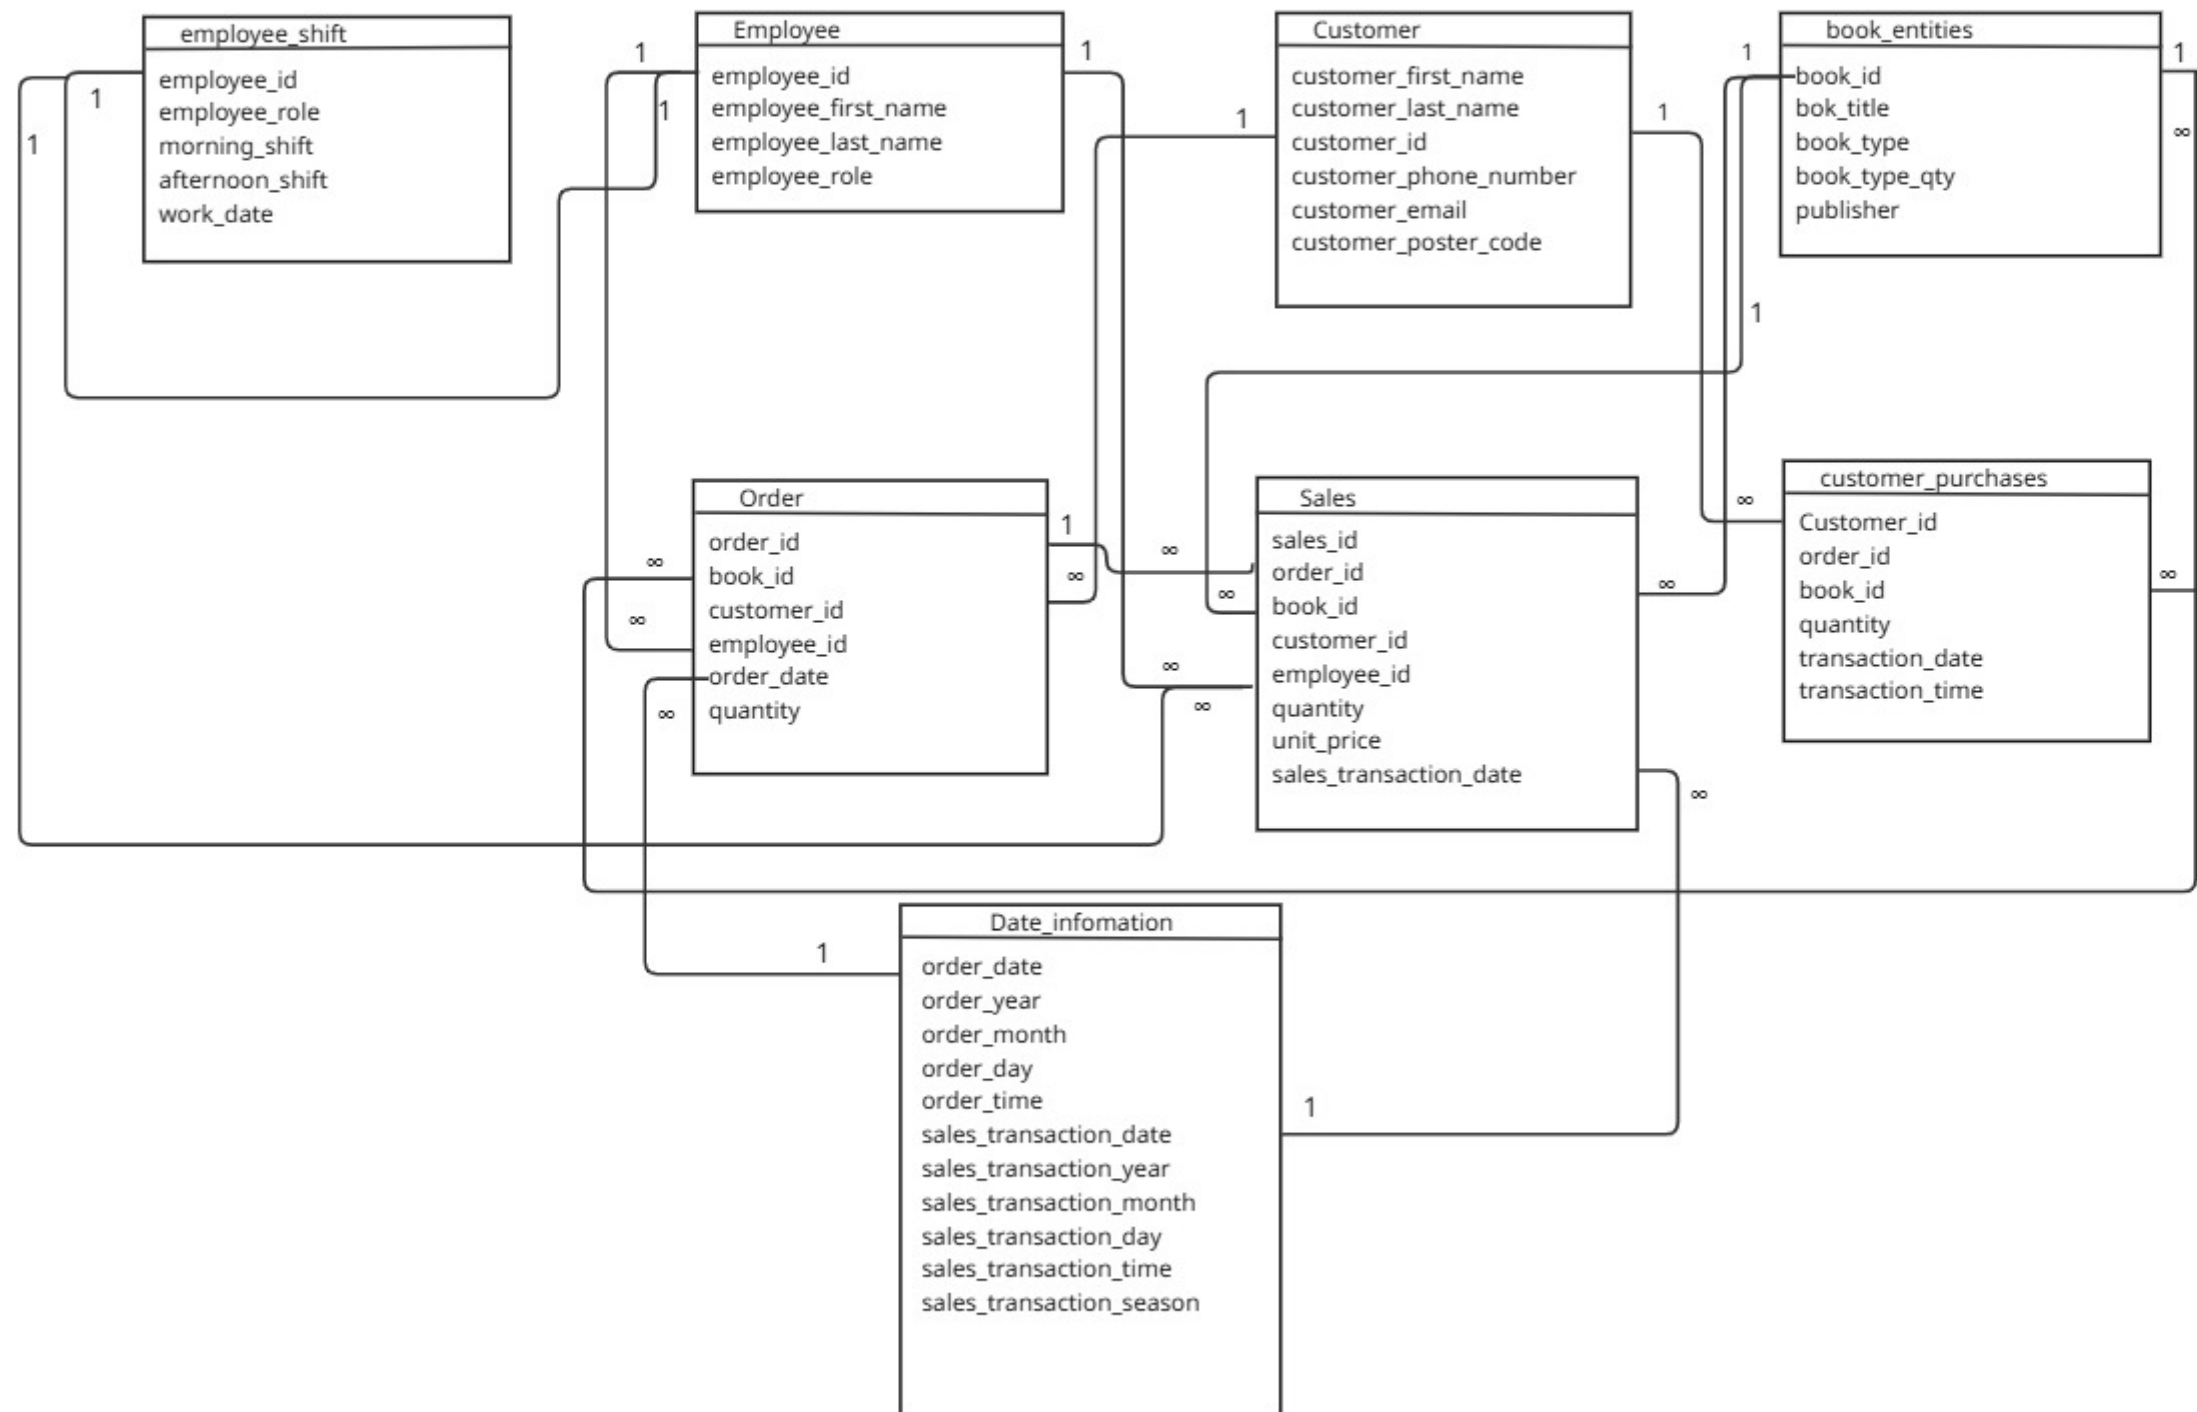 employee_shift
employee_id
employee_role
morning_shift
afternoon_shift
work_date
1
1
Employee
employee_id
employee_first_name
employee_last_name
employee_role
1
1
1
Customer
customer_first_name
customer_last_name
customer_id
customer_phone_number
customer_email
customer_poster_code
1
1
book_entities
book_id
bok_title
book_type
book_type_qty
publisher
1
1
∞
1
Order
order_id
book_id
customer_id
employee_id
order_date
quantity
∞
∞
∞
1
∞
Sales
sales_id
order_id
book_id
customer_id
employee_id
quantity
unit_price
sales_transaction_date
∞
∞
∞
∞
∞
∞
customer_purchases
Customer_id
order_id
book_id
quantity
transaction_date
transaction_time
∞
∞
Date_infomation
order_date
order_year
order_month
order_day
order_time
sales_transaction_date
sales_transaction_year
sales_transaction_month
sales_transaction_day
sales_transaction_time
sales_transaction_season
1
1